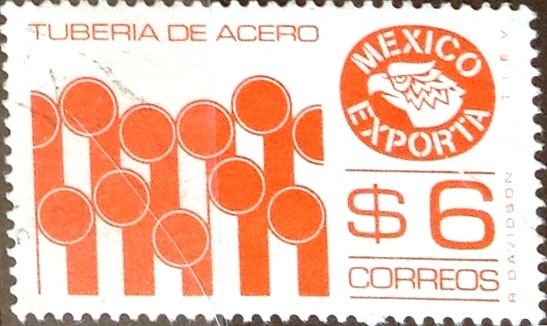 TUBERIA DE ACERO
MEXICO
EXPORTA
$6
CORREOS
R DAVIDSON T I E V